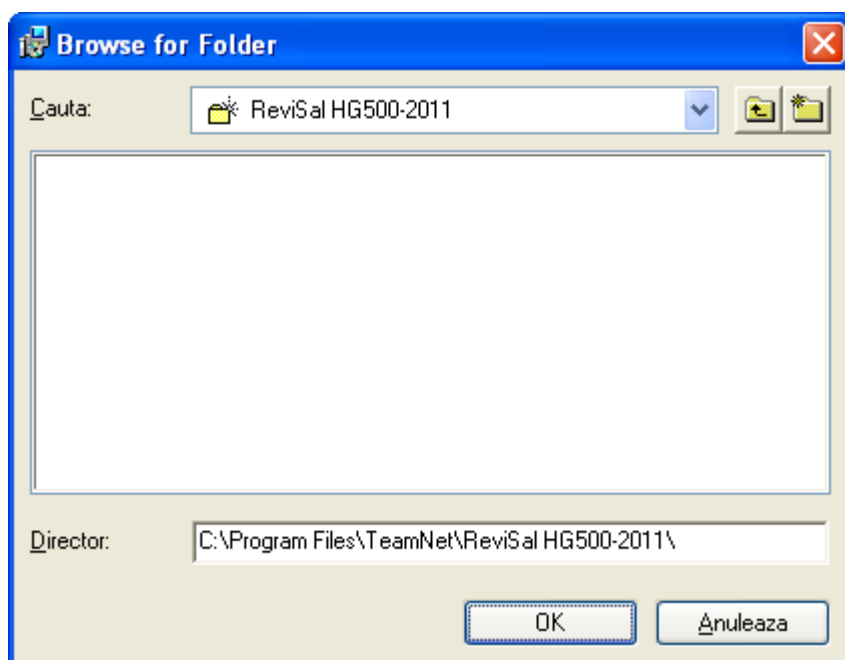 Browse for Folder
Cauta: ReviSal HG500-2011
Director: C:\Program Files\TeamNet\ReviSal HG500-2011\
OK Anuleaza